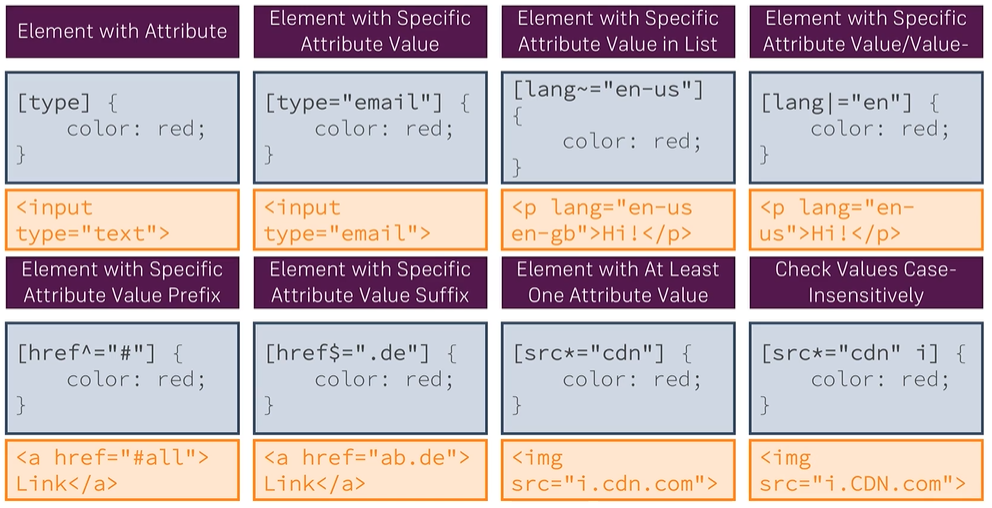 Element with Attribute
Element with Specific
Attribute Value
Element with Specific
Attribute Value in List
Element with Specific
Attribute Value/Value-
[type] {
    color: red;
}
[type="email"] {
    color: red;
}
[lang~="en-us"]
{
    color: red;
}
[lang|="en"] {
    color: red;
}
<input
type="text">
<input
type="email">
<p lang="en-us
en-gb">Hi!</p>
<p lang="en-
us">Hi!</p>
Element with Specific
Attribute Value Prefix
Element with Specific
Attribute Value Suffix
Element with At Least
One Attribute Value
Check Values Case-
Insensitively
[href^="#"] {
    color: red;
}
[href$=".de"] {
    color: red;
}
[src*="cdn"] {
    color: red;
}
[src*="cdn" i] {
    color: red;
}
<a href="#all">
Link</a>
<a href="ab.de">
Link</a>
<img
src="i.cdn.com">
<img
src="i.CDN.com">